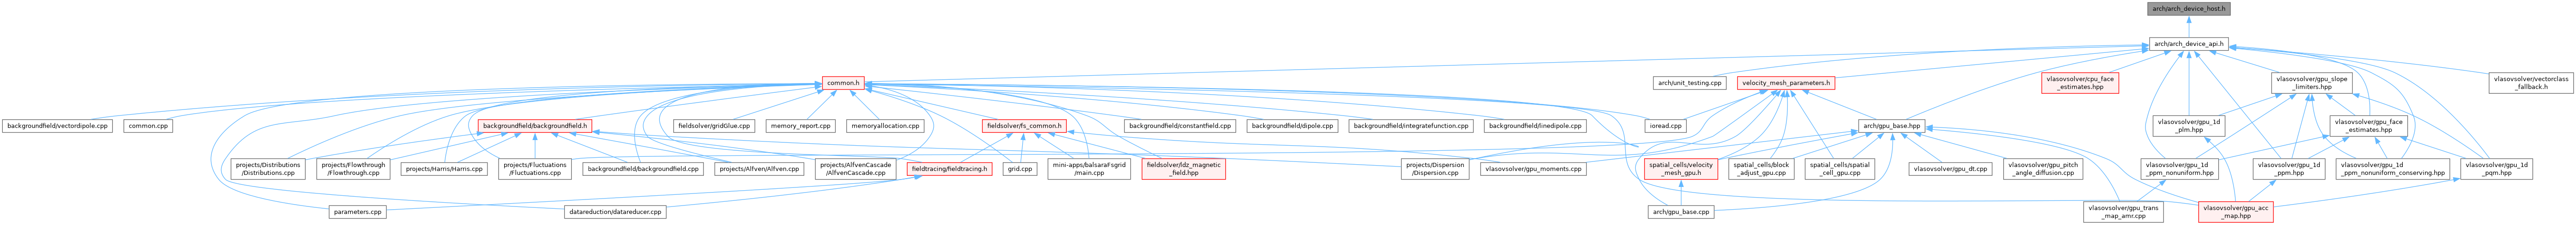 arch/arch_device_host.h
arch/arch_device_api.h
common.h
arch/unit_testing.cpp
velocity_mesh_parameters.h
vlasovsolver/cpu_face
_estimates.hpp
vlasovsolver/gpu_slope
_limiters.hpp
vlasovsolver/vectorclass
_fallback.h
backgroundfield/vectordipole.cpp
common.cpp
backgroundfield/backgroundfield.h
fieldsolver/gridGlue.cpp
memory_report.cpp
memoryallocation.cpp
fieldsolver/fs_common.h
backgroundfield/constantfield.cpp
backgroundfield/dipole.cpp
backgroundfield/integratefunction.cpp
backgroundfield/linedipole.cpp
ioread.cpp
arch/gpu_base.hpp
vlasovsolver/gpu_1d
_plm.hpp
vlasovsolver/gpu_face
_estimates.hpp
projects/Distributions
/Distributions.cpp
projects/Flowthrough
/Flowthrough.cpp
projects/Harris/Harris.cpp
projects/Fluctuations
/Fluctuations.cpp
backgroundfield/backgroundfield.cpp
projects/Alfven/Alfven.cpp
projects/AlfvenCascade
/AlfvenCascade.cpp
fieldtracing/fieldtracing.h
grid.cpp
mini-apps/balsaraFsgrid
/main.cpp
fieldsolver/ldz_magnetic
_field.hpp
projects/Dispersion
/Dispersion.cpp
vlasovsolver/gpu_moments.cpp
spatial_cells/velocity
_mesh_gpu.h
spatial_cells/block
_adjust_gpu.cpp
spatial_cells/spatial
_cell_gpu.cpp
vlasovsolver/gpu_dt.cpp
vlasovsolver/gpu_pitch
_angle_diffusion.cpp
vlasovsolver/gpu_1d
_ppm_nonuniform.hpp
vlasovsolver/gpu_1d
_ppm.hpp
vlasovsolver/gpu_1d
_ppm_nonuniform_conserving.hpp
vlasovsolver/gpu_1d
_pqm.hpp
parameters.cpp
datareduction/datareducer.cpp
arch/gpu_base.cpp
vlasovsolver/gpu_trans
_map_amr.cpp
vlasovsolver/gpu_acc
_map.hpp